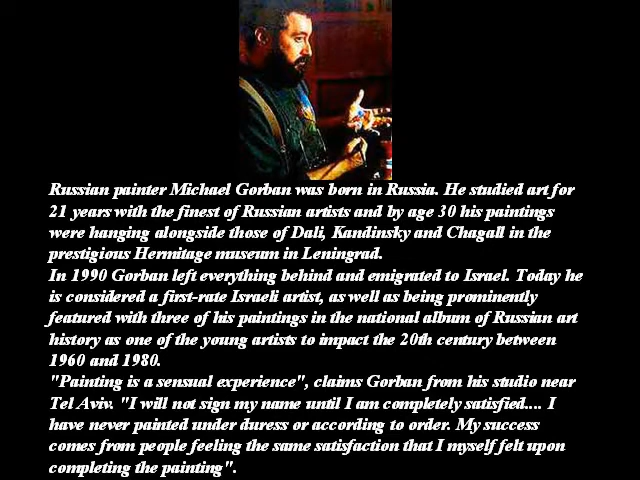 Russian painter Michael Gorban was born in Russia. He studied art for
21 years with the finest of Russian artists and by age 30 his paintings
were hanging alongside those of Dali, Kandinsky and Chagall in the
prestigious Hermitage museum in Leningrad.
In 1990 Gorban left everything behind and emigrated to Israel. Today he
is considered a first-rate Israeli artist, as well as being prominently
featured with three of his paintings in the national album of Russian art
history as one of the young artists to impact the 20th century between
1960 and 1980.
"Painting is a sensual experience", claims Gorban from his studio near
Tel Aviv. "I will not sign my name until I am completely satisfied.... I
have never painted under duress or according to order. My success
comes from people feeling the same satisfaction that I myself felt upon
completing the painting".